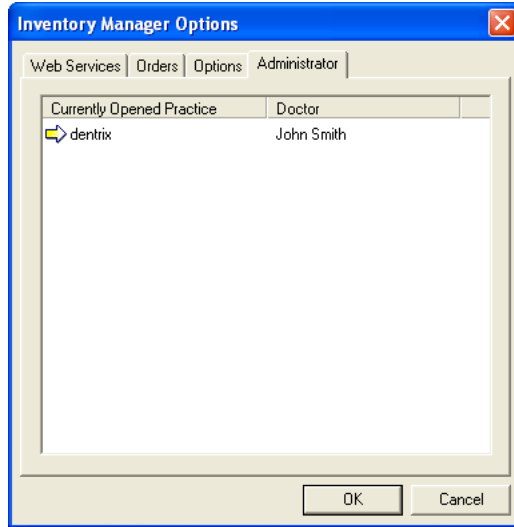 Inventory Manager Options
Web Services Orders Options Administrator
Currently Opened Practice Doctor
dentrix John Smith
OK Cancel